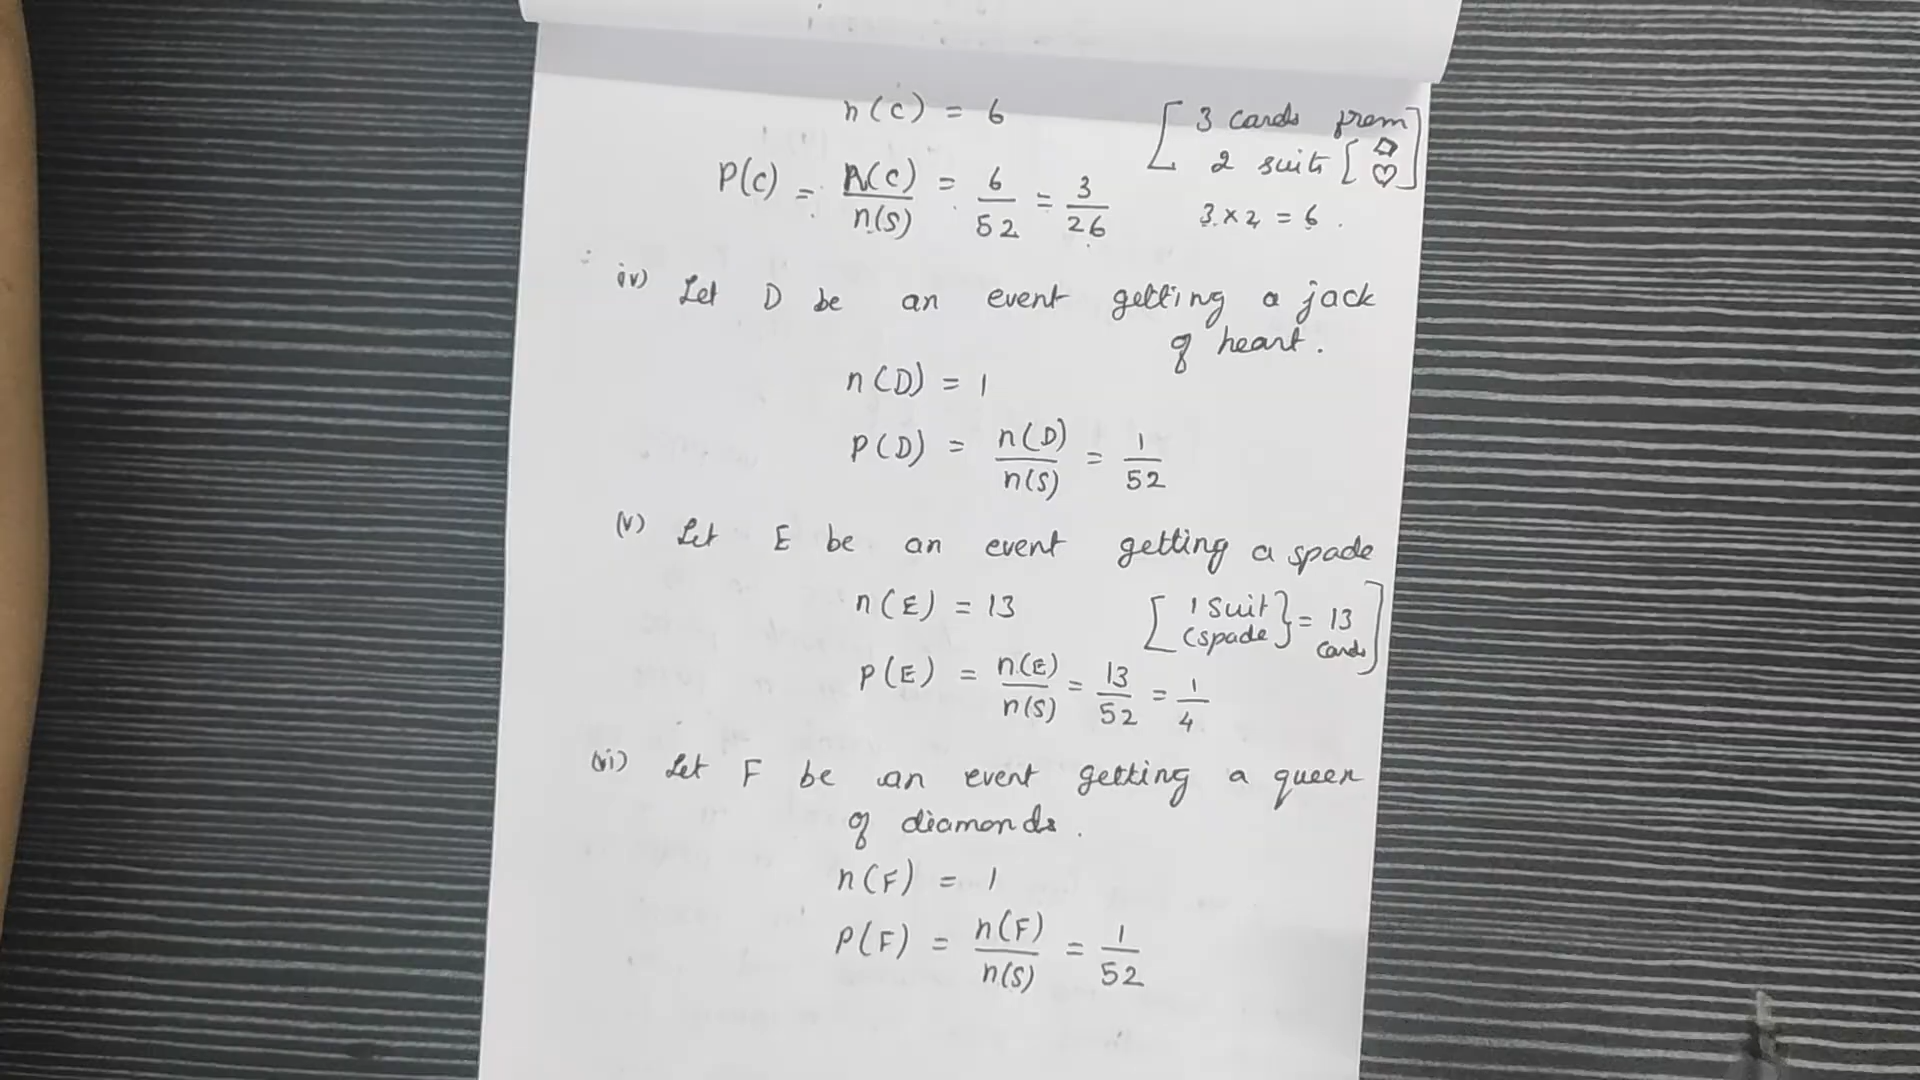 n(C) = 6 [3 cards from
2 suits [♢ ♡]
P(C) = n(C)/n(S) = 6/52 = 3/26 3 × 2 = 6.
iv) Let D be an event getting a jack
of heart.
n(D) = 1
P(D) = n(D)/n(S) = 1/52
(v) Let E be an event getting a spade
n(E) = 13 [1 suit (spade} = 13 cards]
P(E) = n(E)/n(S) = 13/52 = 1/4
(vi) Let F be an event getting a queen
of diamonds.
n(F) = 1
P(F) = n(F)/n(S) = 1/52